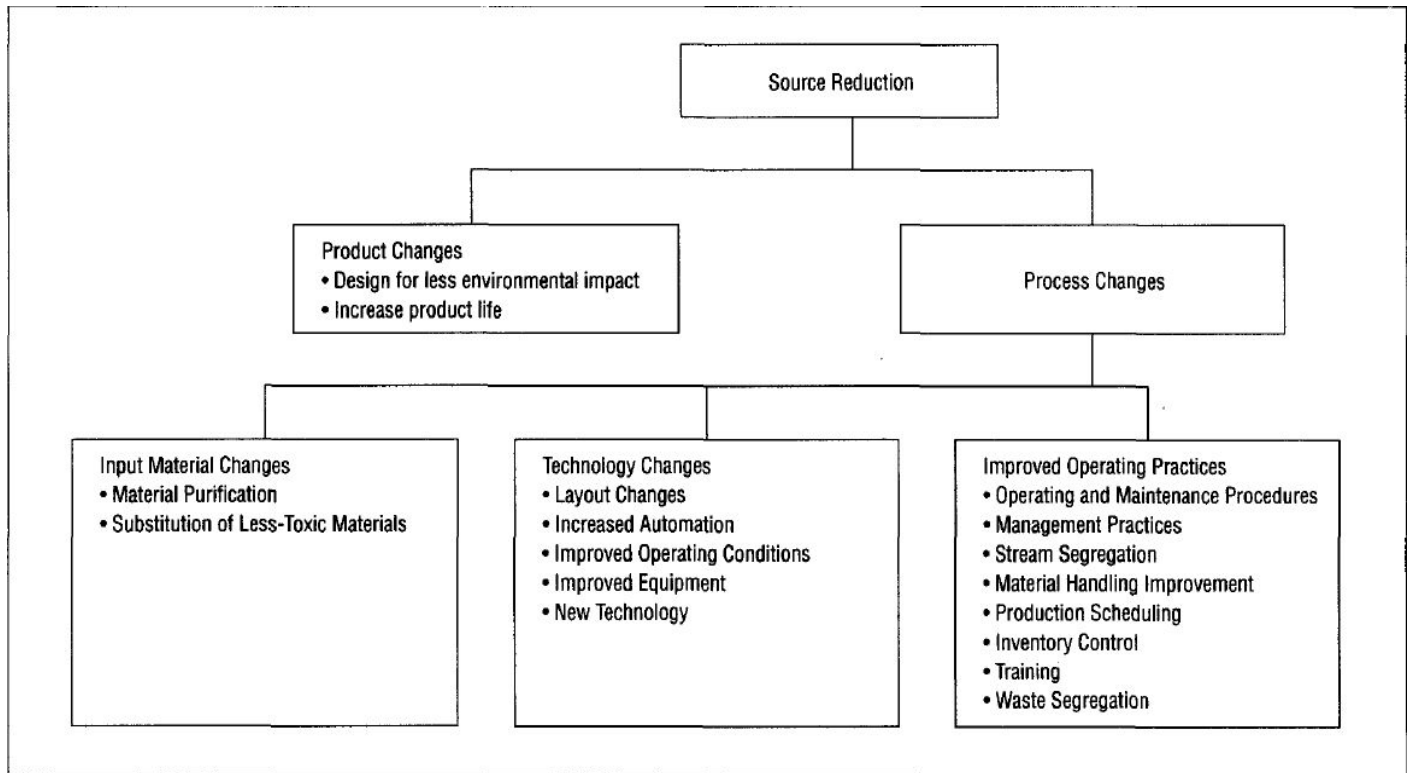 Source Reduction
Product Changes
• Design for less environmental impact
• Increase product life
Process Changes
Input Material Changes
• Material Purification
• Substitution of Less-Toxic Materials
Technology Changes
• Layout Changes
• Increased Automation
• Improved Operating Conditions
• Improved Equipment
• New Technology
Improved Operating Practices
• Operating and Maintenance Procedures
• Management Practices
• Stream Segregation
• Material Handling Improvement
• Production Scheduling
• Inventory Control
• Training
• Waste Segregation